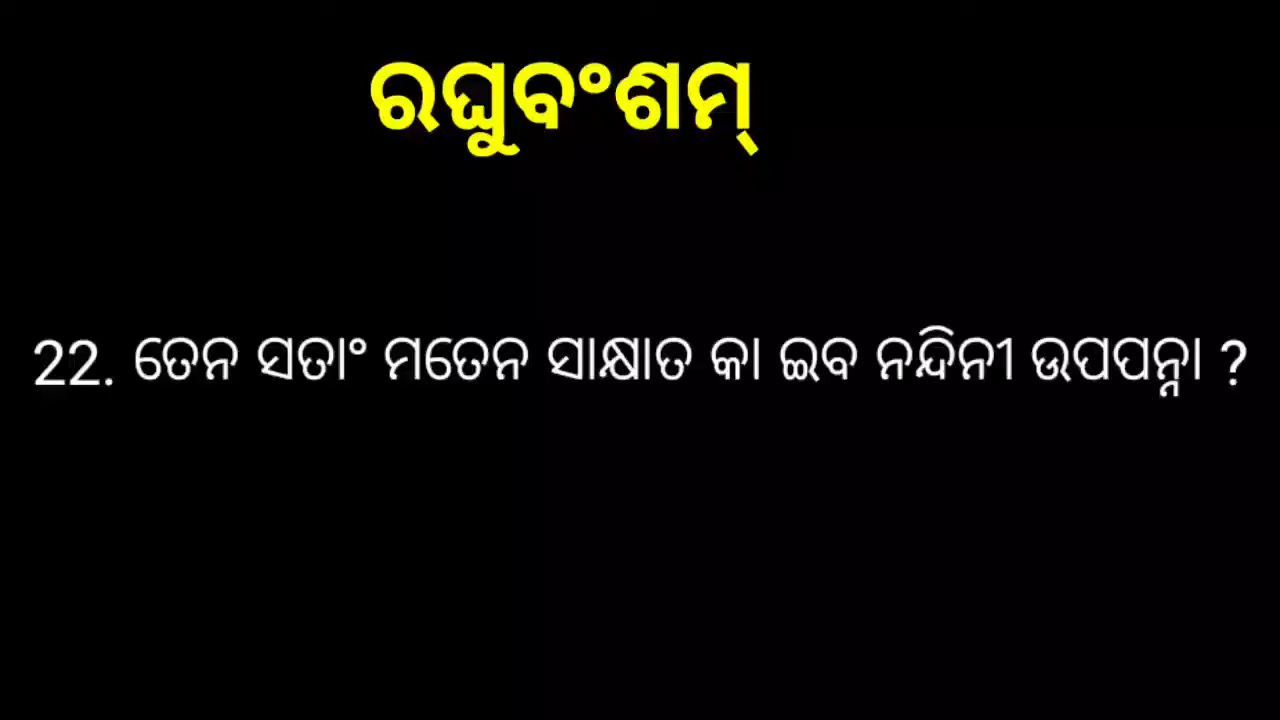 ରଘୁବଂଶମ୍
22. ତେନ ସତାଂ ମତେନ ସାକ୍ଷାତ କା ଇବ ନନ୍ଦିନୀ ଉପପନ୍ନା ?